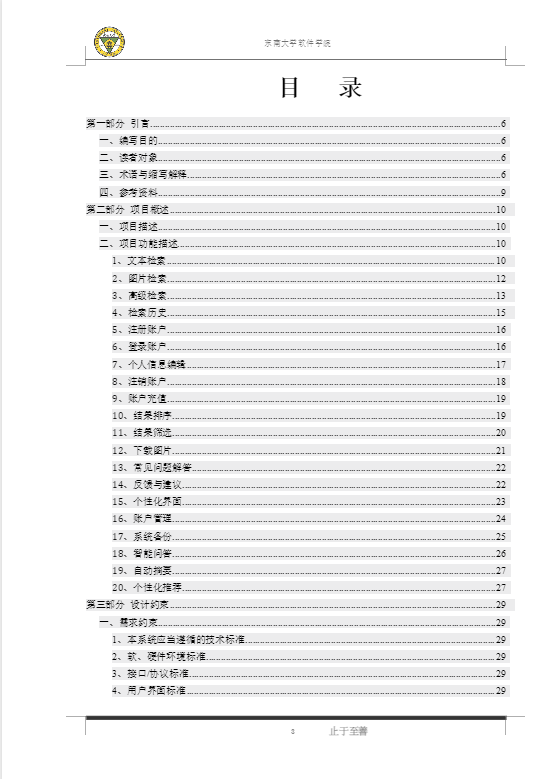 东南大学软件学院
目 录
第一部分 引言......6
一、编写目的......6
二、读者对象......6
三、术语与缩写解释......6
四、参考资料......9
第二部分 项目概述......10
一、项目描述......10
二、项目功能描述......10
1、文本检索......10
2、图片检索......12
3、高级检索......13
4、检索历史......15
5、注册账户......16
6、登录账户......16
7、个人信息编辑......17
8、注销账户......18
9、账户充值......19
10、结果排序......19
11、结果筛选......20
12、下载图片......21
13、常见问题解答......22
14、反馈与建议......22
15、个性化界面......23
16、账户管理......24
17、系统备份......25
18、智能问答......26
19、自动摘要......27
20、个性化推荐......27
第三部分 设计约束......29
一、需求约束......29
1、本系统应当遵循的技术标准......29
2、软、硬件环境标准......29
3、接口/协议标准......29
4、用户界面标准......29
止于至善